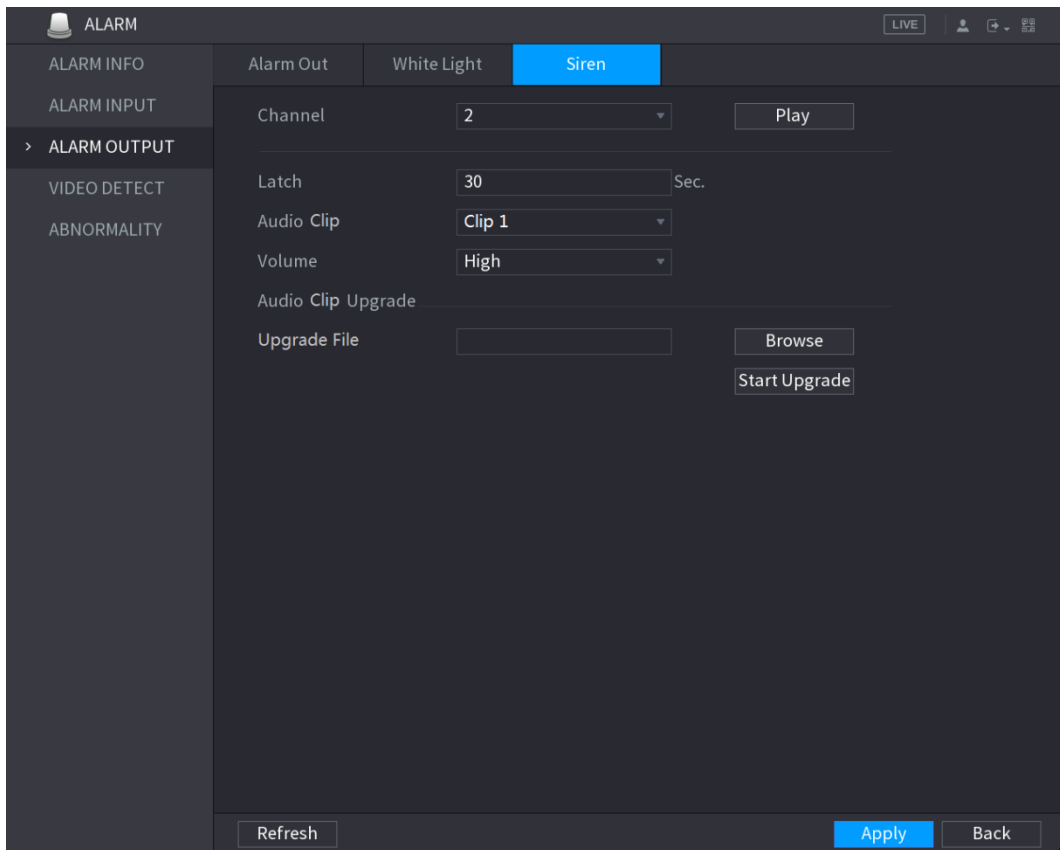 ALARM LIVE
ALARM INFO
ALARM INPUT
> ALARM OUTPUT
VIDEO DETECT
ABNORMALITY
Alarm Out White Light Siren
Channel 2 Play
Latch 30 Sec.
Audio Clip Clip 1
Volume High
Audio Clip Upgrade
Upgrade File Browse
Start Upgrade
Refresh Apply Back